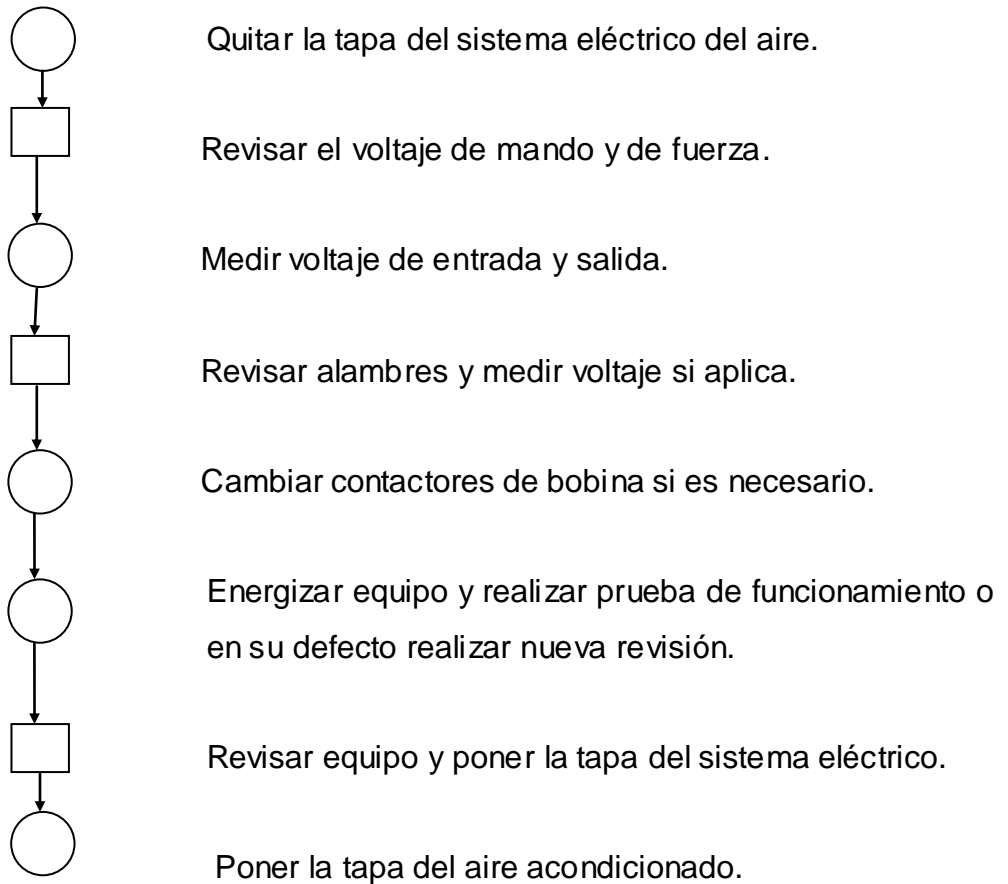 Quitar la tapa del sistema eléctrico del aire.
Revisar el voltaje de mando y de fuerza.
Medir voltaje de entrada y salida.
Revisar alambres y medir voltaje si aplica.
Cambiar contactores de bobina si es necesario.
Energizar equipo y realizar prueba de funcionamiento o
en su defecto realizar nueva revisión.
Revisar equipo y poner la tapa del sistema eléctrico.
Poner la tapa del aire acondicionado.